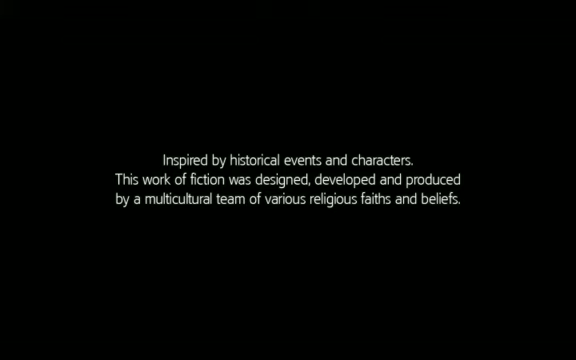 Inspired by historical events and characters.
This work of fiction was designed, developed and produced
by a multicultural team of various religious faiths and beliefs.